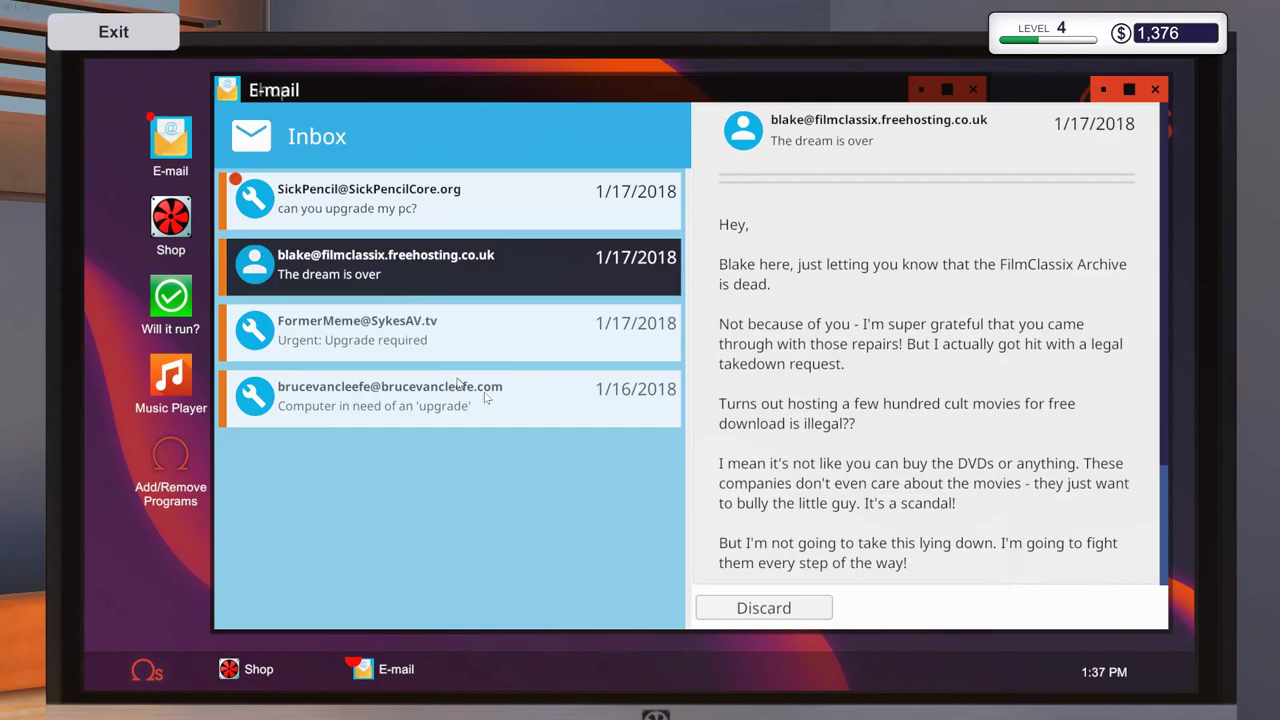 Exit
LEVEL 4
$ 1,376
E-mail
Shop
Will it run?
Music Player
Add/Remove
Programs
E-mail
Inbox
SickPencil@SickPencilCore.org 1/17/2018
can you upgrade my pc?
blake@filmclassix.freehosting.co.uk 1/17/2018
The dream is over
FormerMeme@SykesAV.tv 1/17/2018
Urgent: Upgrade required
brucevancleefe@brucevancleefe.com 1/16/2018
Computer in need of an 'upgrade'
blake@filmclassix.freehosting.co.uk 1/17/2018
The dream is over
Hey,
Blake here, just letting you know that the FilmClassix Archive
is dead.
Not because of you - I'm super grateful that you came
through with those repairs! But I actually got hit with a legal
takedown request.
Turns out hosting a few hundred cult movies for free
download is illegal??
I mean it's not like you can buy the DVDs or anything. These
companies don't even care about the movies - they just want
to bully the little guy. It's a scandal!
But I'm not going to take this lying down. I'm going to fight
them every step of the way!
Discard
Ωs Shop E-mail 1:37 PM